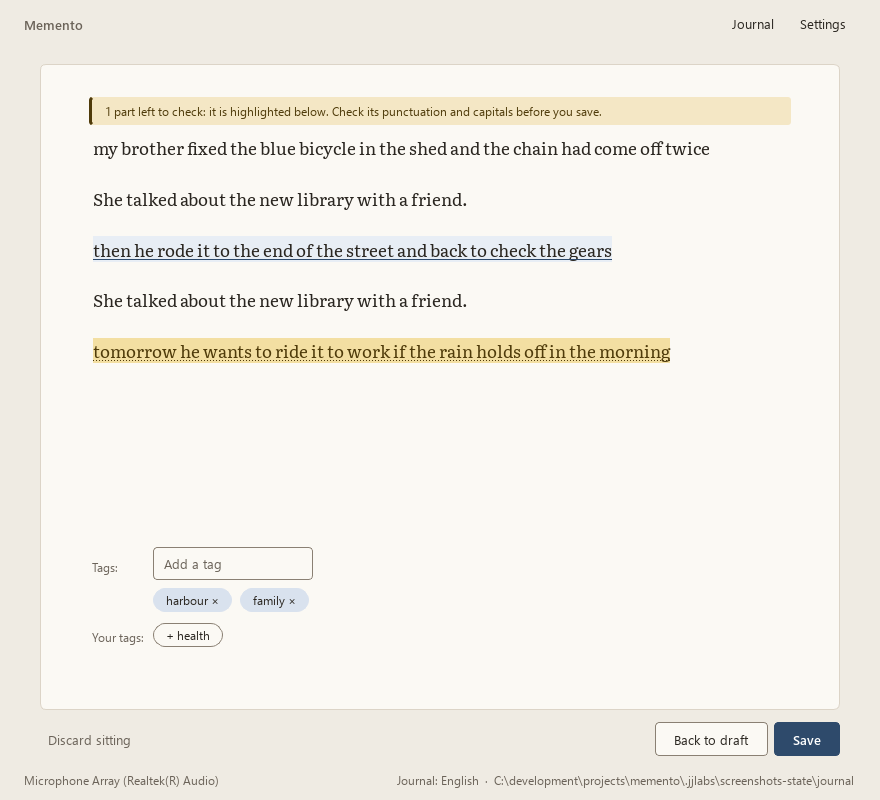 Memento
Journal Settings
1 part left to check: it is highlighted below. Check its punctuation and capitals before you save.
my brother fixed the blue bicycle in the shed and the chain had come off twice
She talked about the new library with a friend.
then he rode it to the end of the street and back to check the gears
She talked about the new library with a friend.
tomorrow he wants to ride it to work if the rain holds off in the morning
Tags: Add a tag
harbour × family ×
Your tags: + health
Discard sitting Back to draft Save
Microphone Array (Realtek(R) Audio) Journal: English · C:\development\projects\memento\.jjlabs\screenshots-state\journal